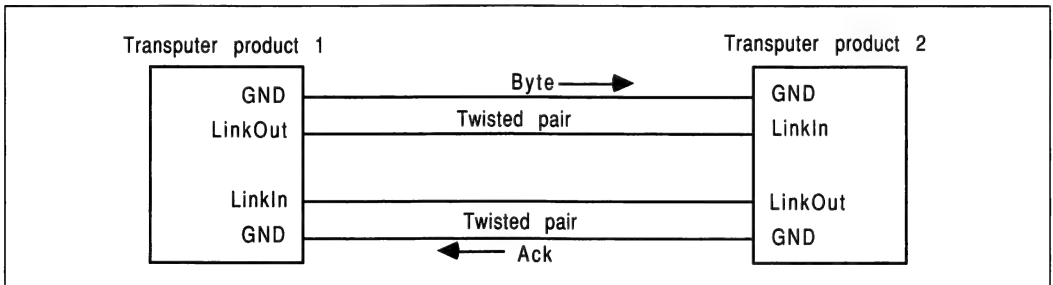 Transputer product 1
Transputer product 2
Byte
GND
GND
Twisted pair
LinkOut
LinkIn
LinkIn
LinkOut
Twisted pair
GND
GND
Ack